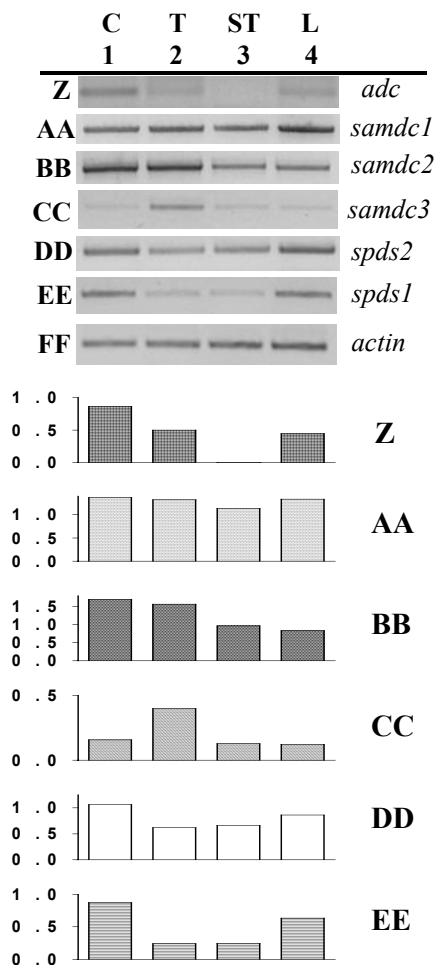 C T ST L
1 2 3 4
Z adc
AA samdc1
BB samdc2
CC samdc3
DD spds2
EE spds1
FF actin
1 . 0
0 . 5 Z
0 . 0
1 . 0
0 . 5 AA
0 . 0
1 . 5
1 . 0 BB
0 . 5
0 . 0
0 . 5
CC
0 . 0
1 . 0
0 . 5 DD
0 . 0
1 . 0
0 . 5 EE
0 . 0